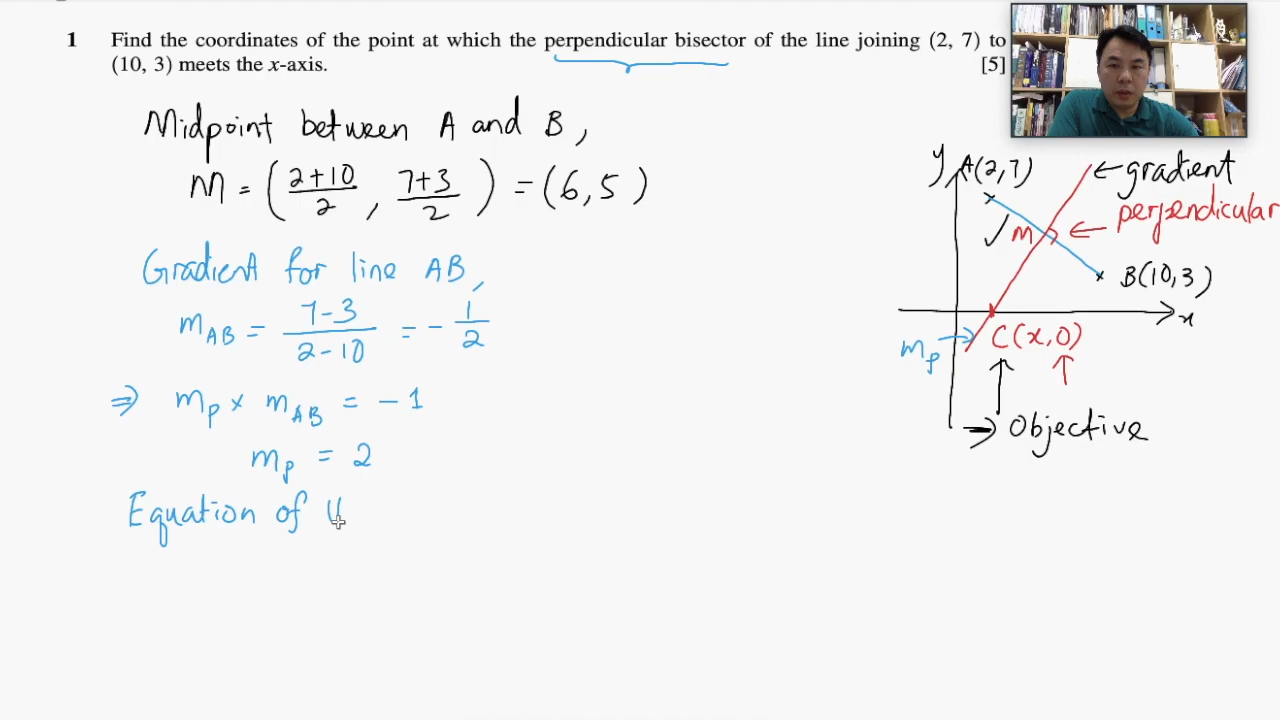 1 Find the coordinates of the point at which the perpendicular bisector of the line joining (2, 7) to
(10, 3) meets the x-axis. [5]
Midpoint between A and B,
M = (2+10/2, 7+3/2) = (6,5)
Gradient for line AB,
m_AB = 7-3/2-10 = -1/2
⇒ m_p × m_AB = -1
m_p = 2
Equation of
y
A(2,7)
← gradient
perpendicular
✓ M ←
B(10,3)
x
m_p → C(x,0)
↑ ↑
→ Objective